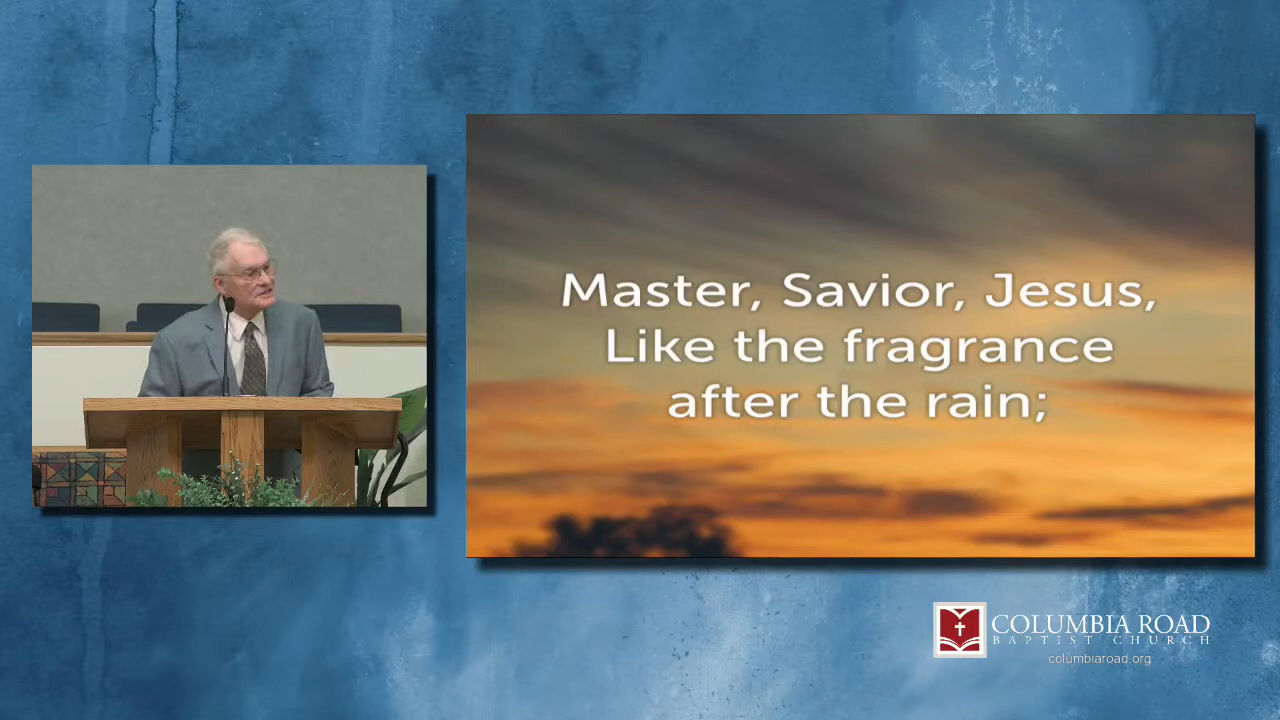 Master, Savior, Jesus,
Like the fragrance
after the rain;
COLUMBIA ROAD
BAPTIST CHURCH
columbiaroad.org